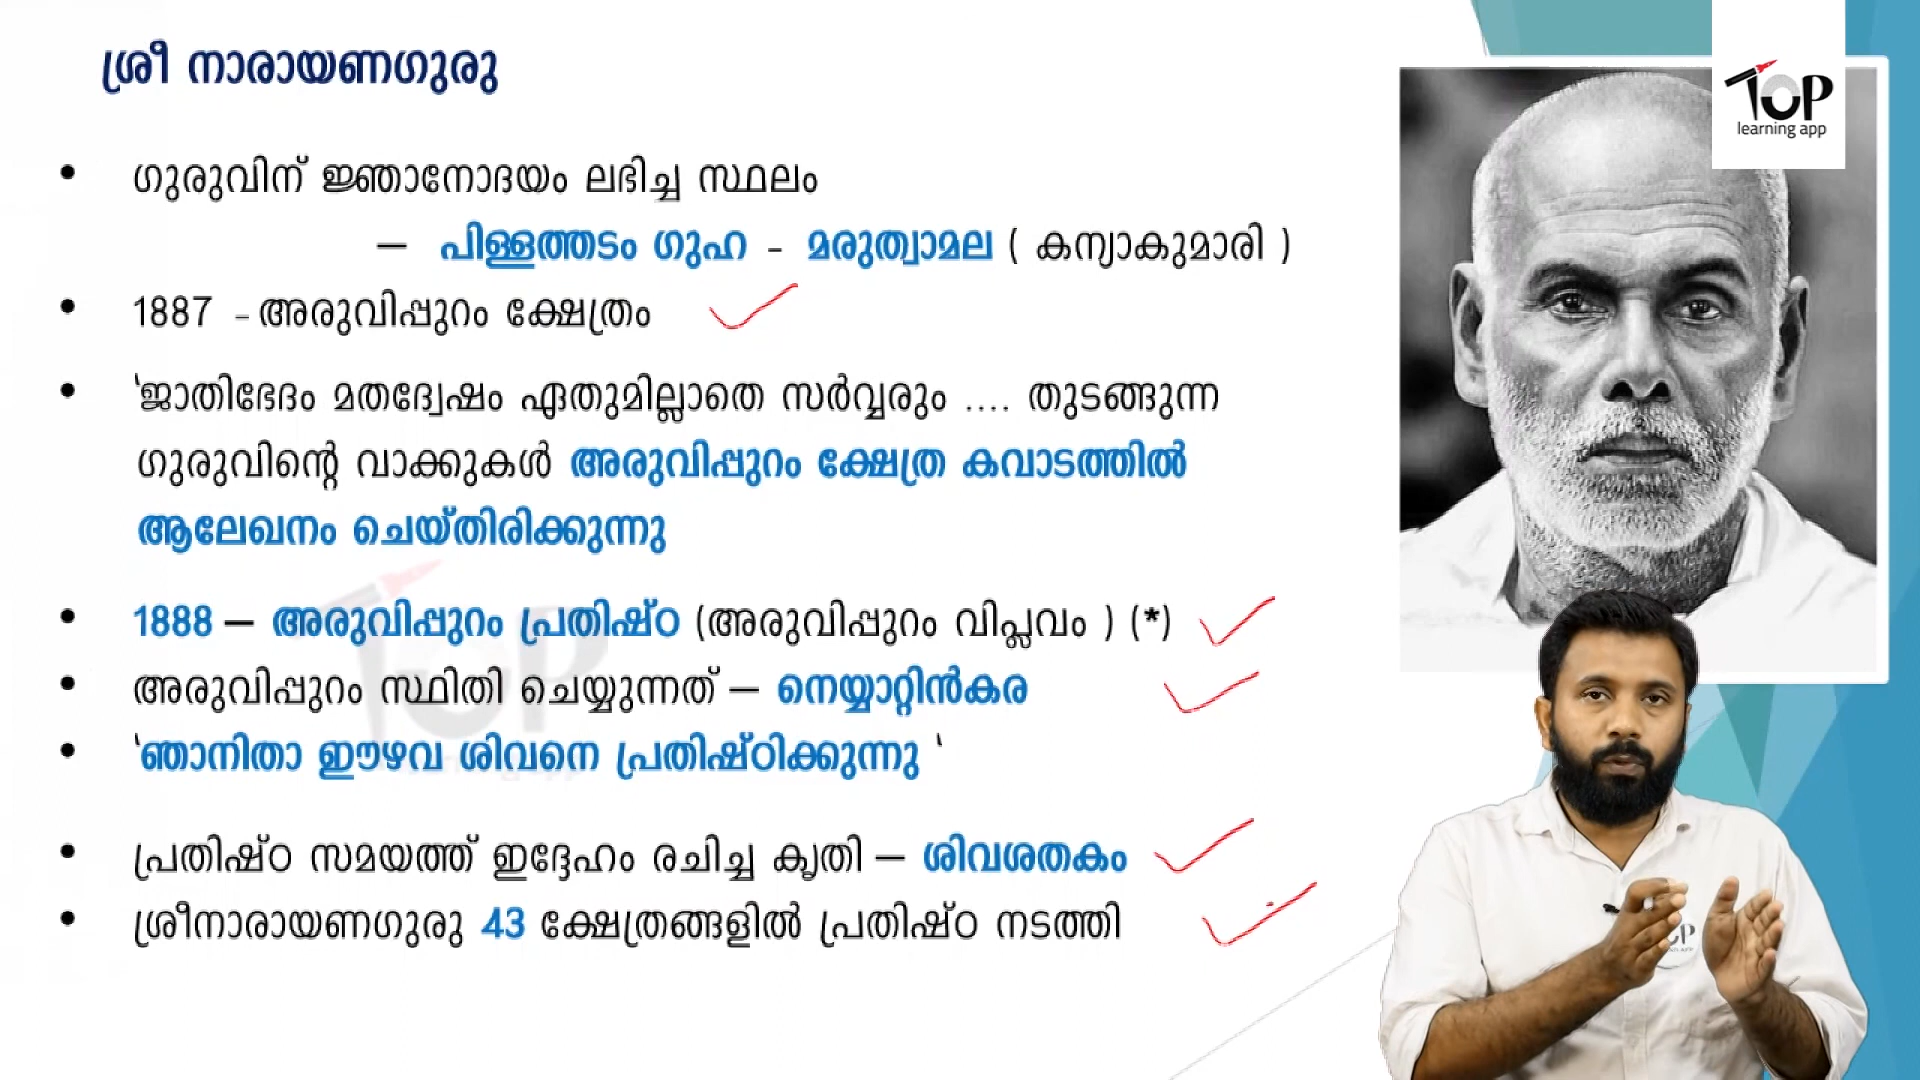 ശ്രീ നാരായണഗുരു
TOP
learning app
• ഗുരുവിന് ജ്ഞാനോദയം ലഭിച്ച സ്ഥലം
– പിള്ളത്തടം ഗുഹ - മരുത്വാമല ( കന്യാകുമാരി )
• 1887 - അരുവിപ്പുറം ക്ഷേത്രം
• 'ജാതിഭേദം മതദ്വേഷം ഏതുമില്ലാതെ സർവ്വരും .... തുടങ്ങുന്ന
ഗുരുവിന്റെ വാക്കുകൾ അരുവിപ്പുറം ക്ഷേത്ര കവാടത്തിൽ
ആലേഖനം ചെയ്തിരിക്കുന്നു
• 1888 – അരുവിപ്പുറം പ്രതിഷ്ഠ (അരുവിപ്പുറം വിപ്ലവം ) (*)
• അരുവിപ്പുറം സ്ഥിതി ചെയ്യുന്നത് – നെയ്യാറ്റിൻകര
• 'ഞാനിതാ ഈഴവ ശിവനെ പ്രതിഷ്ഠിക്കുന്നു '
• പ്രതിഷ്ഠ സമയത്ത് ഇദ്ദേഹം രചിച്ച കൃതി – ശിവശതകം
• ശ്രീനാരായണഗുരു 43 ക്ഷേത്രങ്ങളിൽ പ്രതിഷ്ഠ നടത്തി